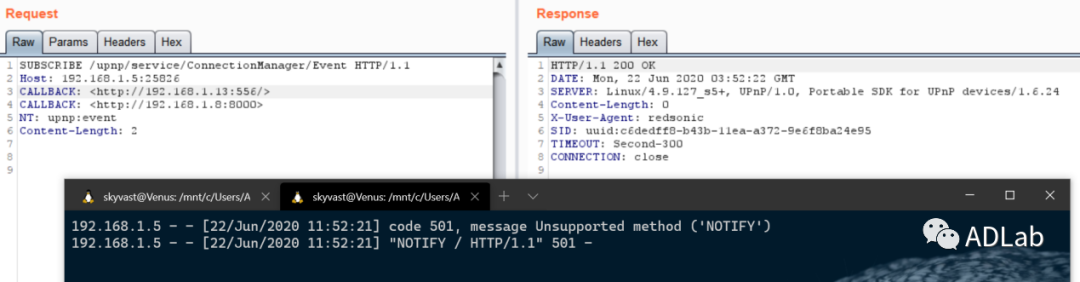 Request
Raw Params Headers Hex
1 SUBSCRIBE /upnp/service/ConnectionManager/Event HTTP/1.1
2 Host: 192.168.1.5:25826
3 CALLBACK: <http://192.168.1.13:556/>
4 CALLBACK: <http://192.168.1.8:8000>
5 NT: upnp:event
6 Content-Length: 2
7
8
9
Response
Raw Headers Hex
1 HTTP/1.1 200 OK
2 DATE: Mon, 22 Jun 2020 03:52:22 GMT
3 SERVER: Linux/4.9.127_s5+, UPnP/1.0, Portable SDK for UPnP devices/1.6.24
4 Content-Length: 0
5 X-User-Agent: redsonic
6 SID: uuid:c6dedff8-b43b-11ea-a372-9e6f8ba24e95
7 TIMEOUT: Second-300
8 CONNECTION: close
9
skyvast@Venus: /mnt/c/Users/A skyvast@Venus: /mnt/c/Users/A
192.168.1.5 - - [22/Jun/2020 11:52:21] code 501, message Unsupported method ('NOTIFY')
192.168.1.5 - - [22/Jun/2020 11:52:21] "NOTIFY / HTTP/1.1" 501 -
ADLab